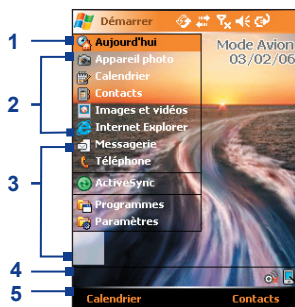 Démarrer
1
Aujourd'hui
Mode Avion
Appareil photo
03/02/06
Calendrier
2
Contacts
Images et vidéos
Internet Explorer
Messagerie
3
Téléphone
ActiveSync
Programmes
Paramètres
4
5
Calendrier
Contacts